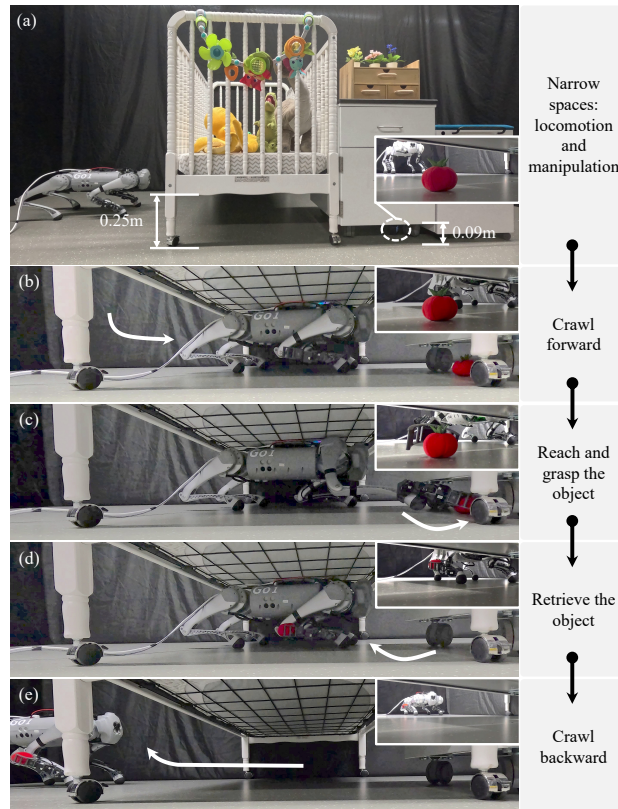 (a)
0.25m
0.09m
Narrow
spaces:
locomotion
and
manipulation
(b)
Go1
Crawl
forward
(c)
Go1
Reach and
grasp the
object
(d)
Go1
Retrieve the
object
(e)
Go1
Crawl
backward